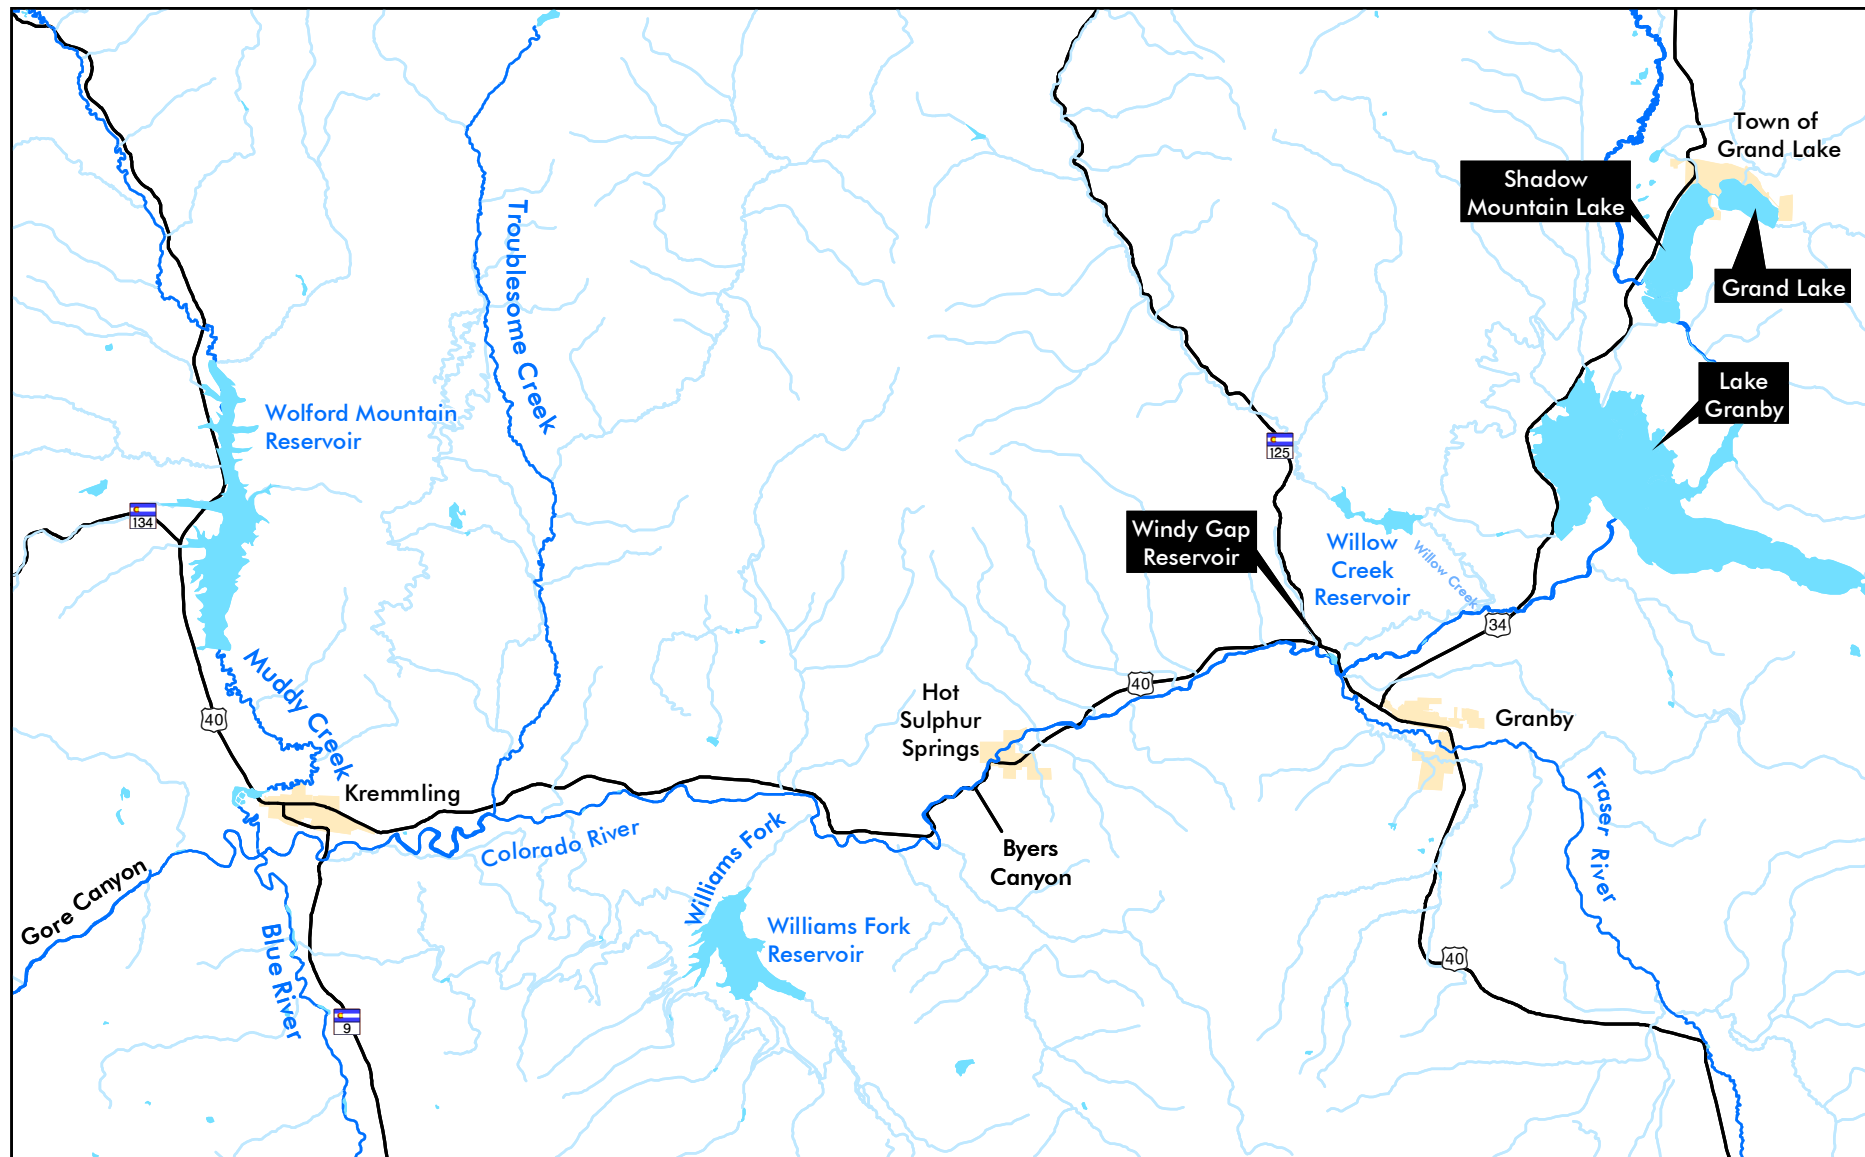 Town of
Grand Lake
Shadow
Mountain Lake
Grand Lake
Lake
Granby
Troublesome Creek
Wolford Mountain
Reservoir
125
134
Windy Gap
Reservoir
Willow
Creek
Reservoir
Willow Creek
34
Muddy Creek
40
Hot
Sulphur
Springs
40
Granby
Kremmling
Colorado River
Williams Fork
Byers
Canyon
Fraser River
Gore Canyon
Blue River
Williams Fork
Reservoir
40
9